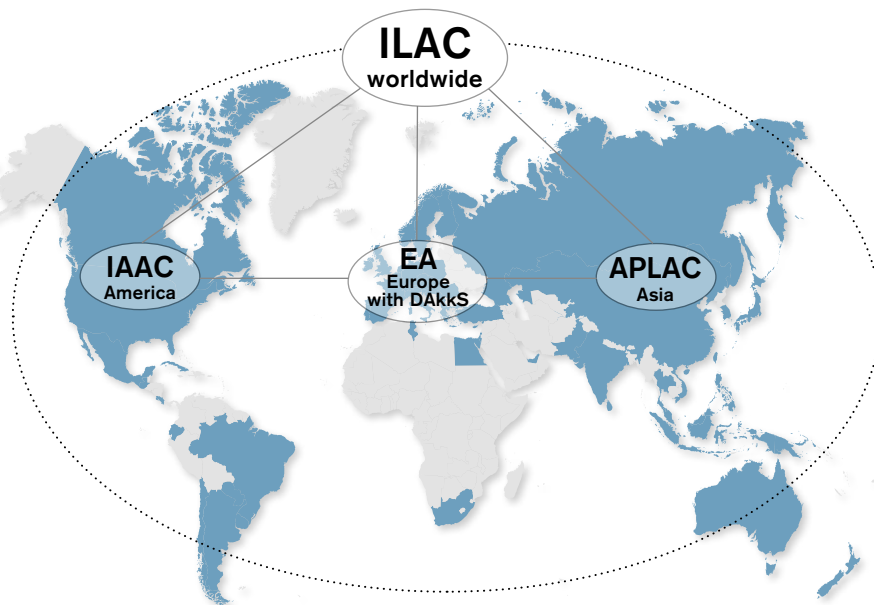 ILAC
worldwide
IAAC
America
EA
Europe
with DAkkS
APLAC
Asia